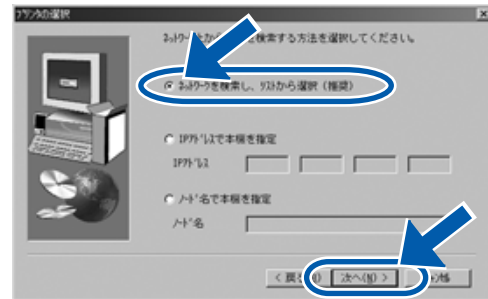 プリンタの選択
ネットワークから を検索する方法を選択してください。
ネットワークを検索し、リストから選択 (推奨)
IPアドレスで本機を指定
IPアドレス
ノード名で本機を指定
ノード名
< 戻る 次へ(N) >